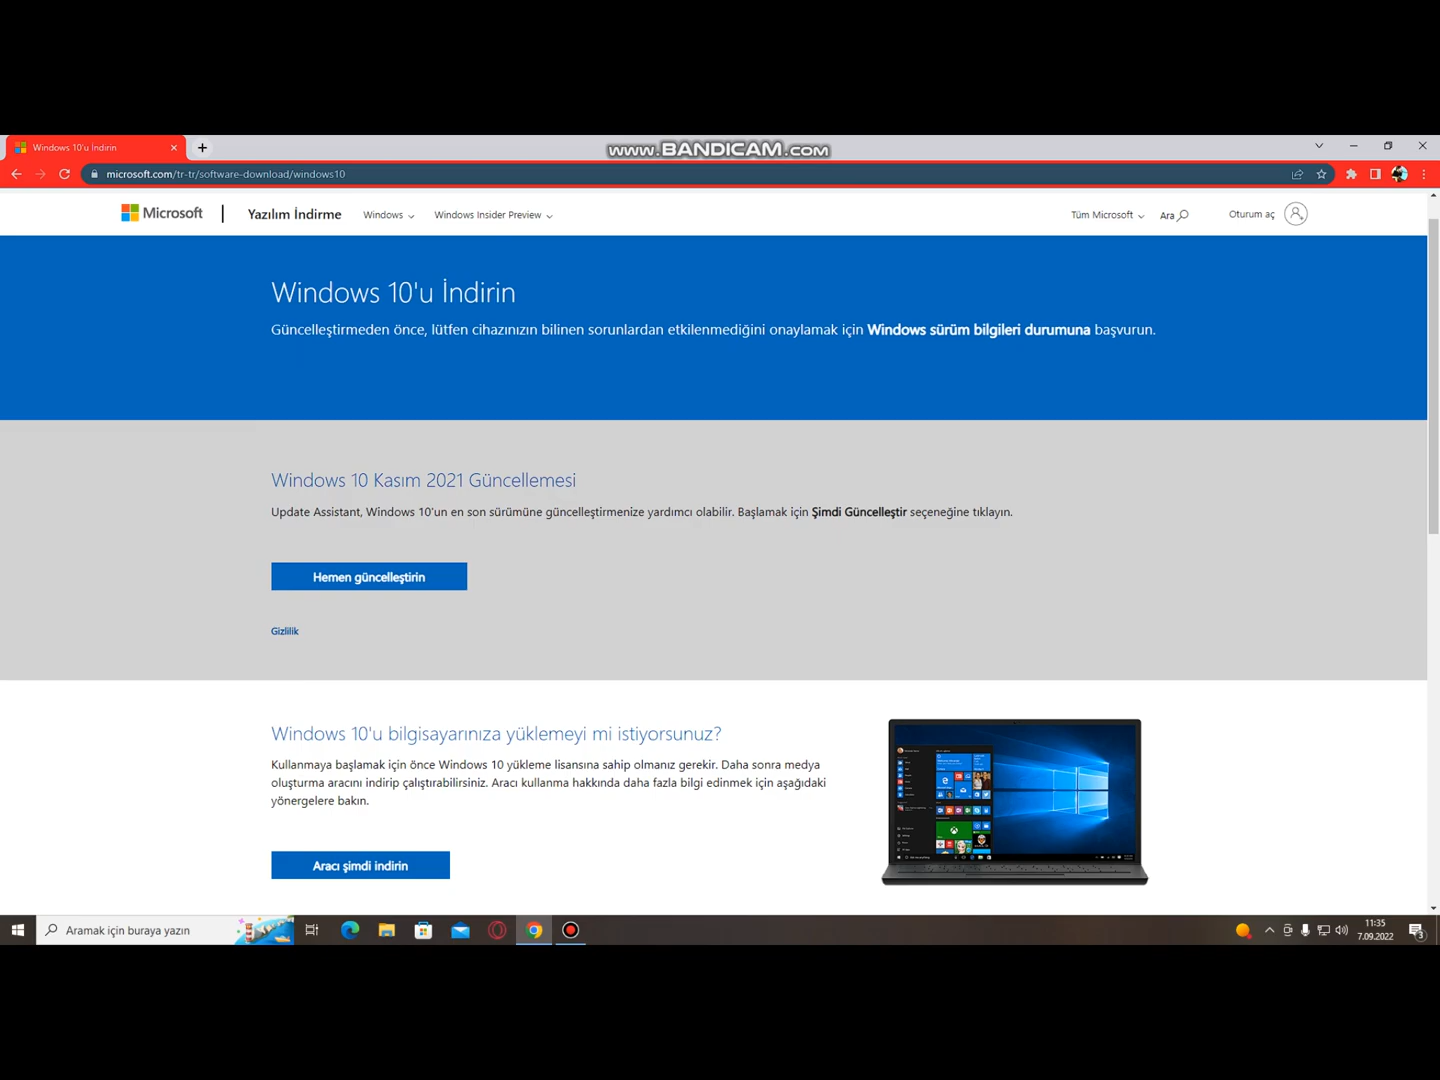 Windows 10'u İndirin
www.BANDICAM.com
microsoft.com/tr-tr/software-download/windows10
Microsoft
Yazılım İndirme
Windows
Windows Insider Preview
Tüm Microsoft
Ara
Oturum aç
Windows 10'u İndirin
Güncelleştirmeden önce, lütfen cihazınızın bilinen sorunlardan etkilenmediğini onaylamak için Windows sürüm bilgileri durumuna başvurun.
Windows 10 Kasım 2021 Güncellemesi
Update Assistant, Windows 10'un en son sürümüne güncelleştirmenize yardımcı olabilir. Başlamak için Şimdi Güncelleştir seçeneğine tıklayın.
Hemen güncelleştirin
Gizlilik
Windows 10'u bilgisayarınıza yüklemeyi mi istiyorsunuz?
Kullanmaya başlamak için önce Windows 10 yükleme lisansına sahip olmanız gerekir. Daha sonra medya
oluşturma aracını indirip çalıştırabilirsiniz. Aracı kullanma hakkında daha fazla bilgi edinmek için aşağıdaki
yönergelere bakın.
Aracı şimdi indirin
Aramak için buraya yazın
11:35
7.09.2022
3